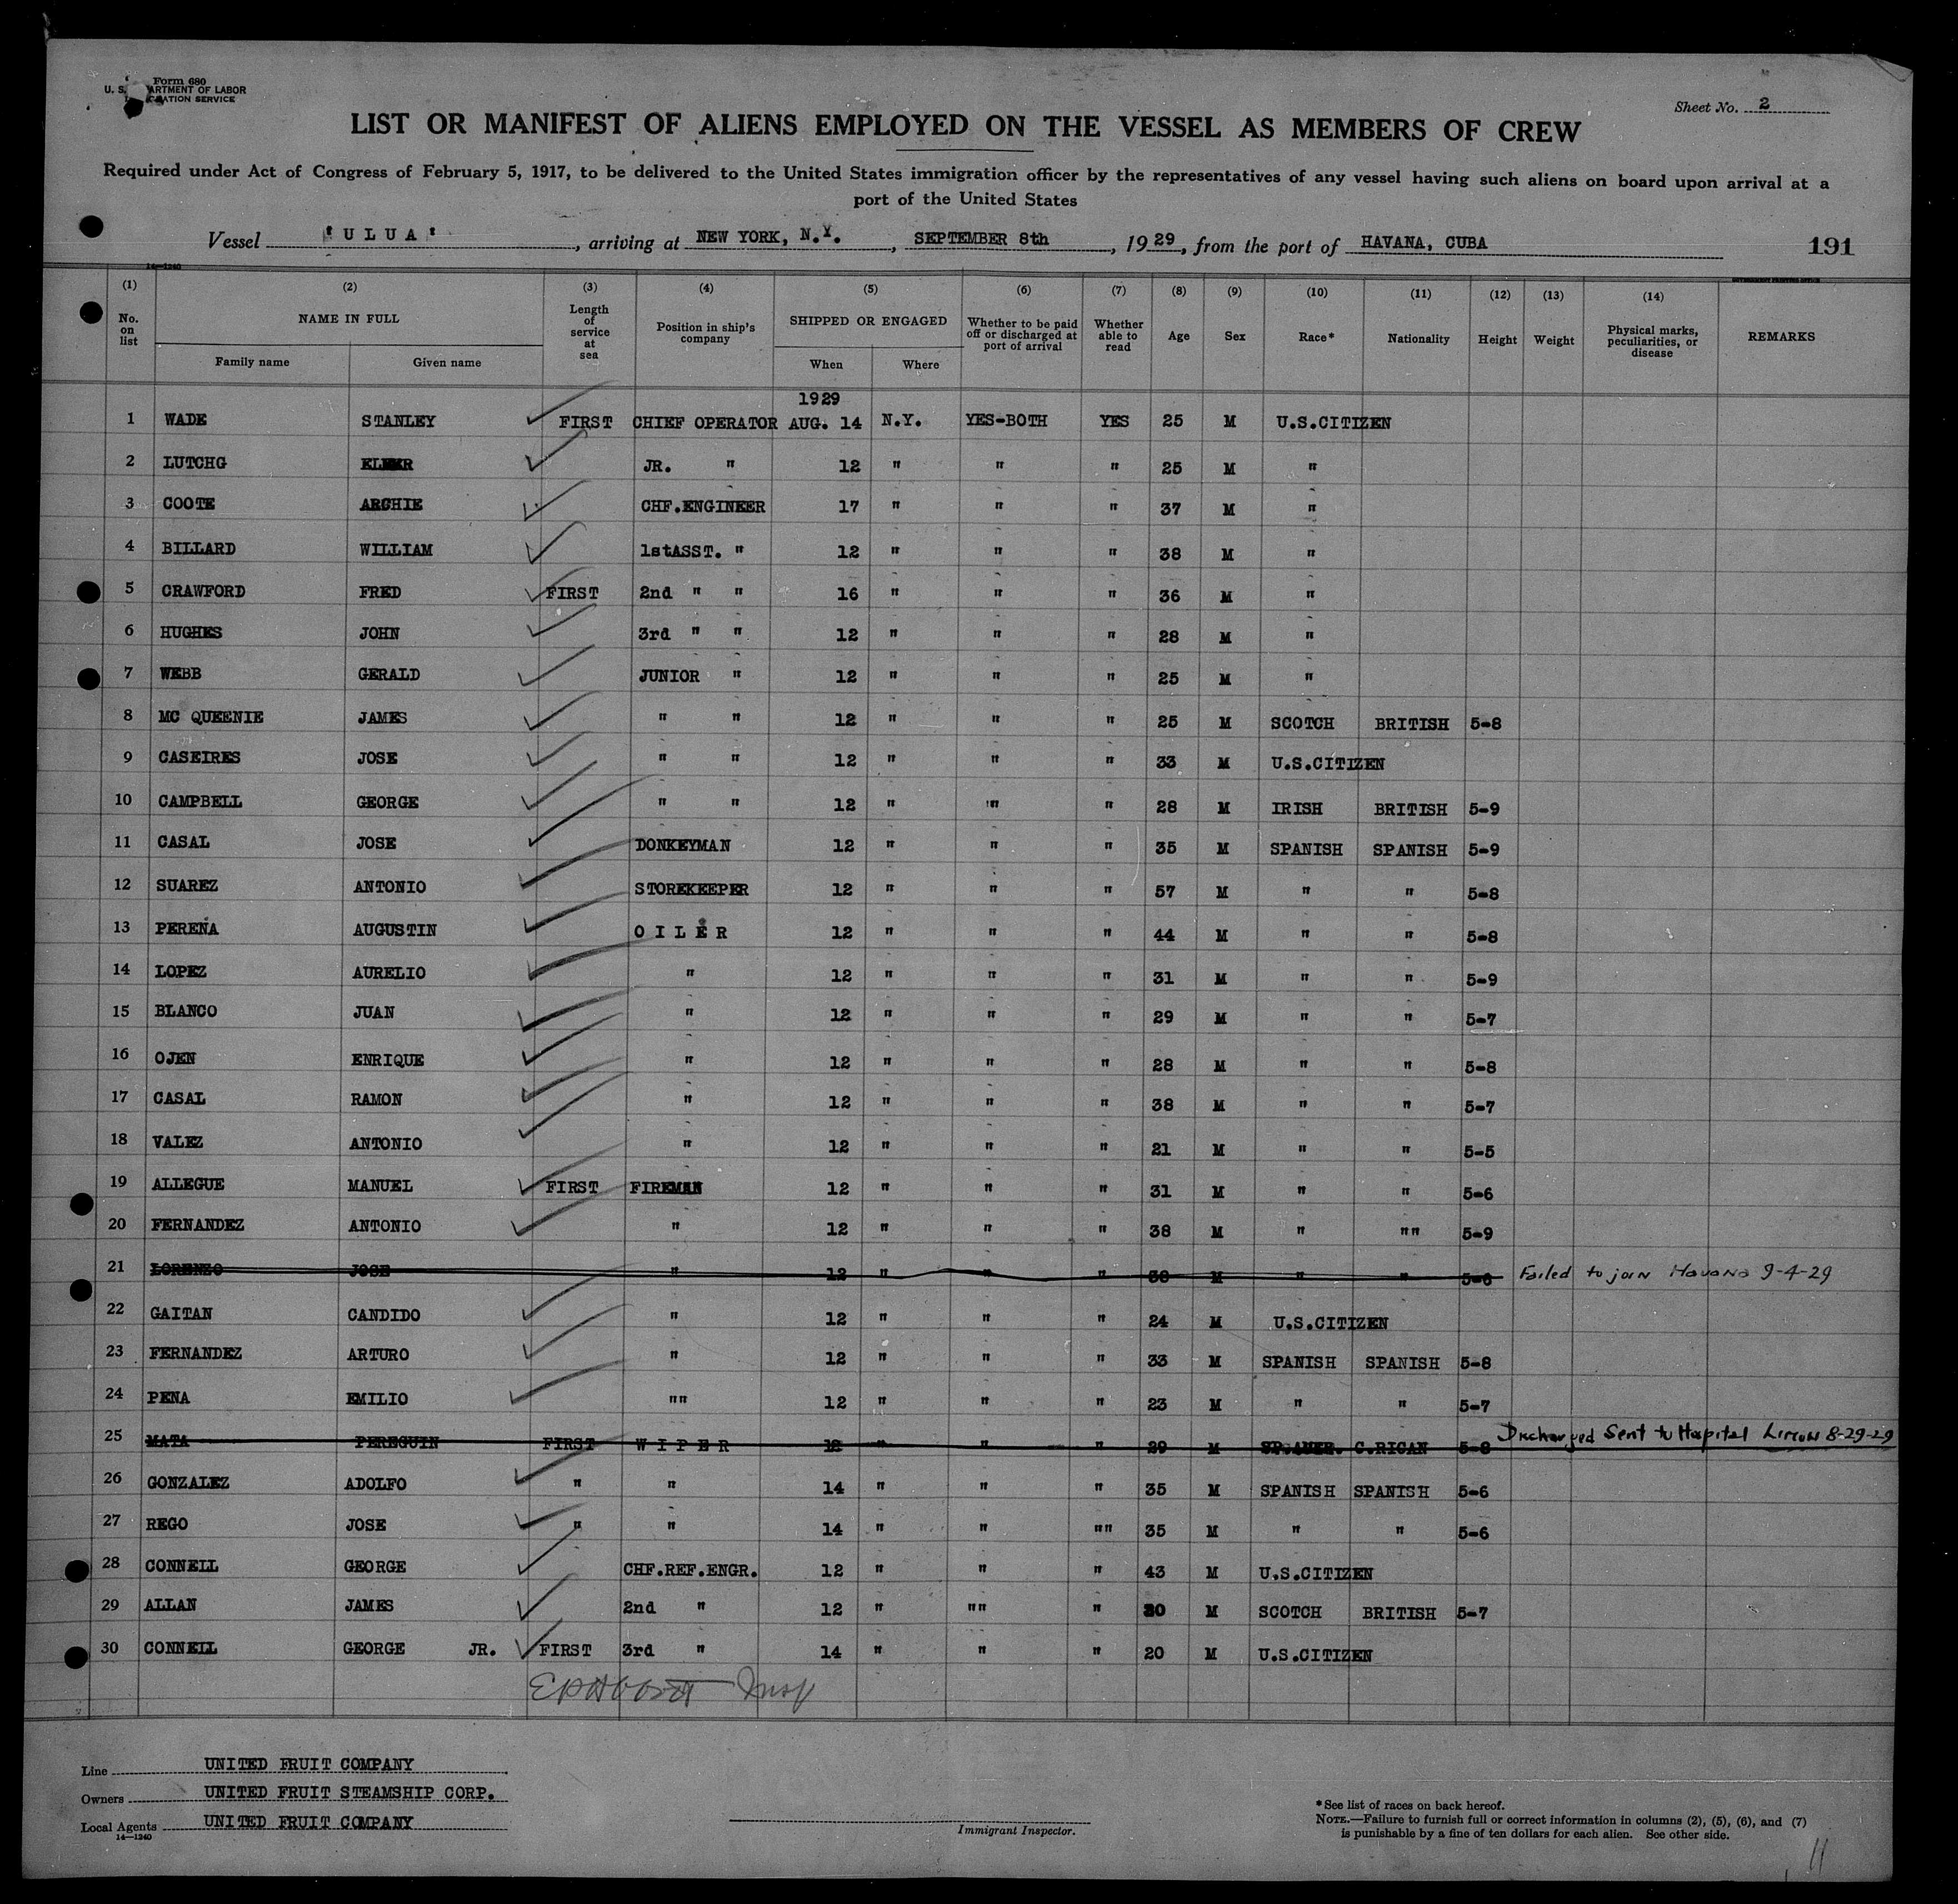 Form 680
U. S. DEPARTMENT OF LABOR
IMMIGRATION SERVICE
Sheet No. 2
LIST OR MANIFEST OF ALIENS EMPLOYED ON THE VESSEL AS MEMBERS OF CREW
Required under Act of Congress of February 5, 1917, to be delivered to the United States immigration officer by the representatives of any vessel having such aliens on board upon arrival at a
port of the United States
Vessel "ULUA", arriving at NEW YORK, N.Y., SEPTEMBER 8th, 1929, from the port of HAVANA, CUBA 191
14—1240
(1) (2) (3) (4) (5) (6) (7) (8) (9) (10) (11) (12) (13) (14)
No. on list NAME IN FULL Length of service at sea Position in ship's company SHIPPED OR ENGAGED Whether to be paid off or discharged at port of arrival Whether able to read Age Sex Race* Nationality Height Weight Physical marks, peculiarities, or disease REMARKS
Family name Given name When Where
1929
1 WADE STANLEY FIRST CHIEF OPERATOR AUG. 14 N.Y. YES-BOTH YES 25 M U.S.CITIZEN
2 LUTCHG ELMER JR. " 12 " " " 25 M "
3 COOTE ARCHIE CHF.ENGINEER 17 " " " 37 M "
4 BILLARD WILLIAM 1stASST. " 12 " " " 38 M "
5 CRAWFORD FRED FIRST 2nd " " 16 " " " 36 M "
6 HUGHES JOHN 3rd " " 12 " " " 28 M "
7 WEBB GERALD JUNIOR " 12 " " " 25 M "
8 MC QUEENIE JAMES " " 12 " " " 25 M SCOTCH BRITISH 5-8
9 CASEIRES JOSE " " 12 " " " 33 M U.S.CITIZEN
10 CAMPBELL GEORGE " " 12 " " " 28 M IRISH BRITISH 5-9
11 CASAL JOSE DONKEYMAN 12 " " " 35 M SPANISH SPANISH 5-9
12 SUAREZ ANTONIO STOREKEEPER 12 " " " 57 M " " 5-8
13 PERENA AUGUSTIN O I L E R 12 " " " 44 M " " 5-8
14 LOPEZ AURELIO " 12 " " " 31 M " " 5-9
15 BLANCO JUAN " 12 " " " 29 M " " 5-7
16 OJEN ENRIQUE " 12 " " " 28 M " " 5-8
17 CASAL RAMON " 12 " " " 38 M " " 5-7
18 VALEZ ANTONIO " 12 " " " 21 M " " 5-5
19 ALLEGUE MANUEL FIRST FIREMAN 12 " " " 31 M " " 5-6
20 FERNANDEZ ANTONIO " 12 " " " 38 M " "" 5-9
21 LORENZO JOSE " 12 " " " 30 M " " 5-6 Failed to join Havana 9-4-29
22 GAITAN CANDIDO " 12 " " " 24 M U.S.CITIZEN
23 FERNANDEZ ARTURO " 12 " " " 33 M SPANISH SPANISH 5-8
24 PENA EMILIO "" 12 " " " 23 M " " 5-7
25 MATA PEREGUIN FIRST W I P E R 12 " " " 29 M SP.AMER. C.RICAN 5-8 Discharged Sent to Hospital Limon 8-29-29
26 GONZALEZ ADOLFO " " 14 " " " 35 M SPANISH SPANISH 5-6
27 REGO JOSE " " 14 " " "" 35 M " " 5-6
28 CONNELL GEORGE CHF.REF.ENGR. 12 " " " 43 M U.S.CITIZEN
29 ALLAN JAMES 2nd " 12 " "" " 30 M SCOTCH BRITISH 5-7
30 CONNELL GEORGE JR. FIRST 3rd " 14 " " " 20 M U.S.CITIZEN
Insp
Line UNITED FRUIT COMPANY
Owners UNITED FRUIT STEAMSHIP CORP.
Local Agents UNITED FRUIT COMPANY
14—1240
Immigrant Inspector.
*See list of races on back hereof.
NOTE.—Failure to furnish full or correct information in columns (2), (5), (6), and (7)
is punishable by a fine of ten dollars for each alien. See other side.
11